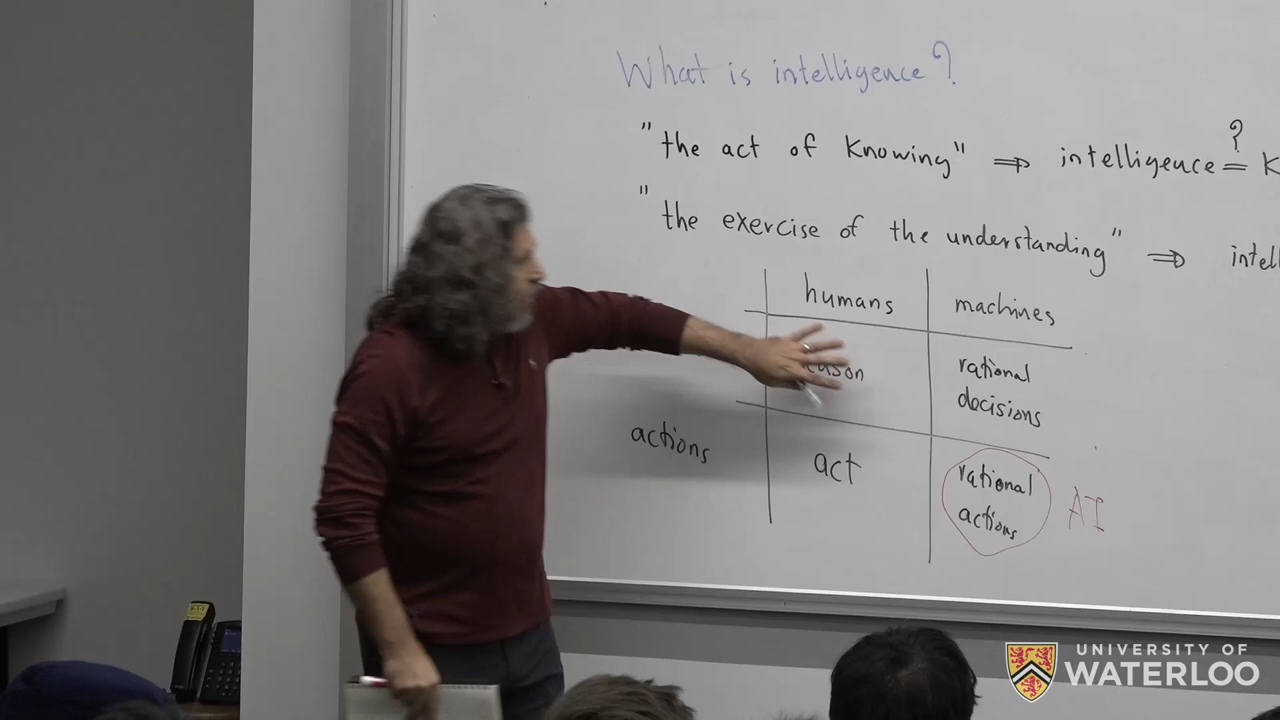 What is intelligence?
"the act of knowing" ⇒ intelligence ?= K
"the exercise of the understanding" ⇒ intell
humans machines
rational
decisions
actions act rational
actions AI
UNIVERSITY OF
WATERLOO